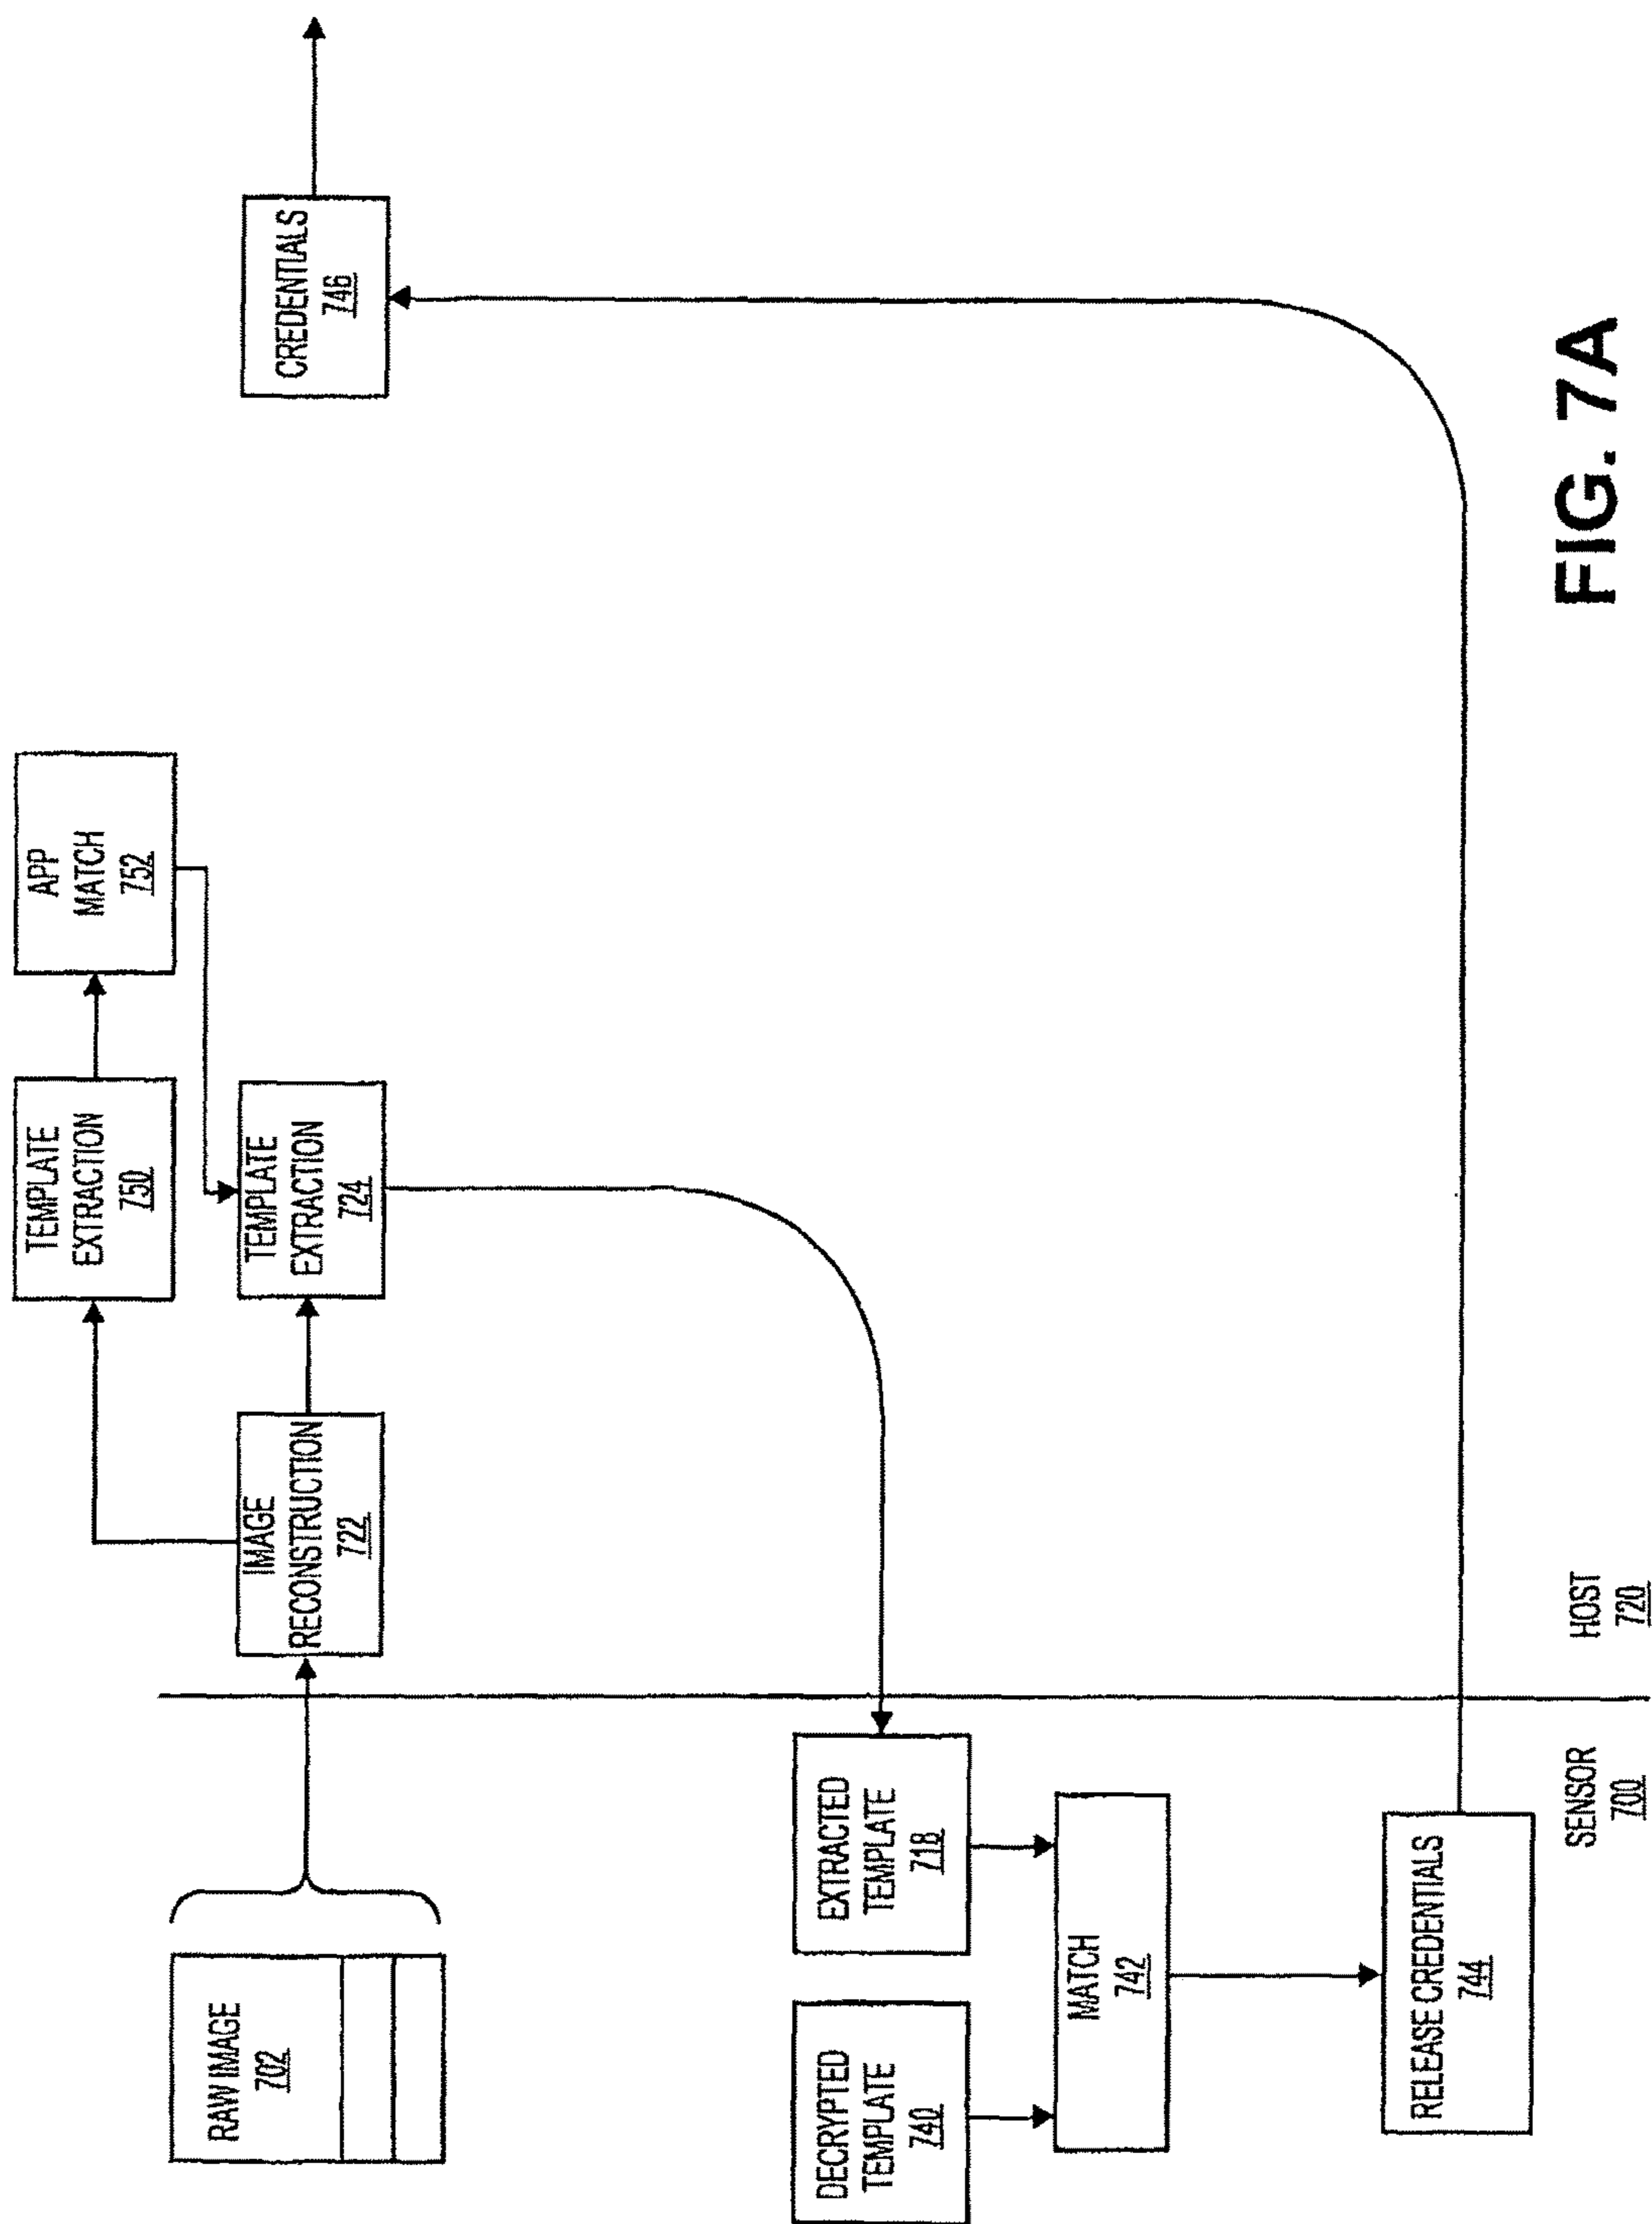 TEMPLATE
EXTRACTION
750
APP
MATCH
752
RAW IMAGE
702
IMAGE
RECONSTRUCTION
722
TEMPLATE
EXTRACTION
724
CREDENTIALS
746
DECRYPTED
TEMPLATE
740
EXTRACTED
TEMPLATE
718
MATCH
742
RELEASE CREDENTIALS
744
SENSOR
700
HOST
720
FIG. 7A